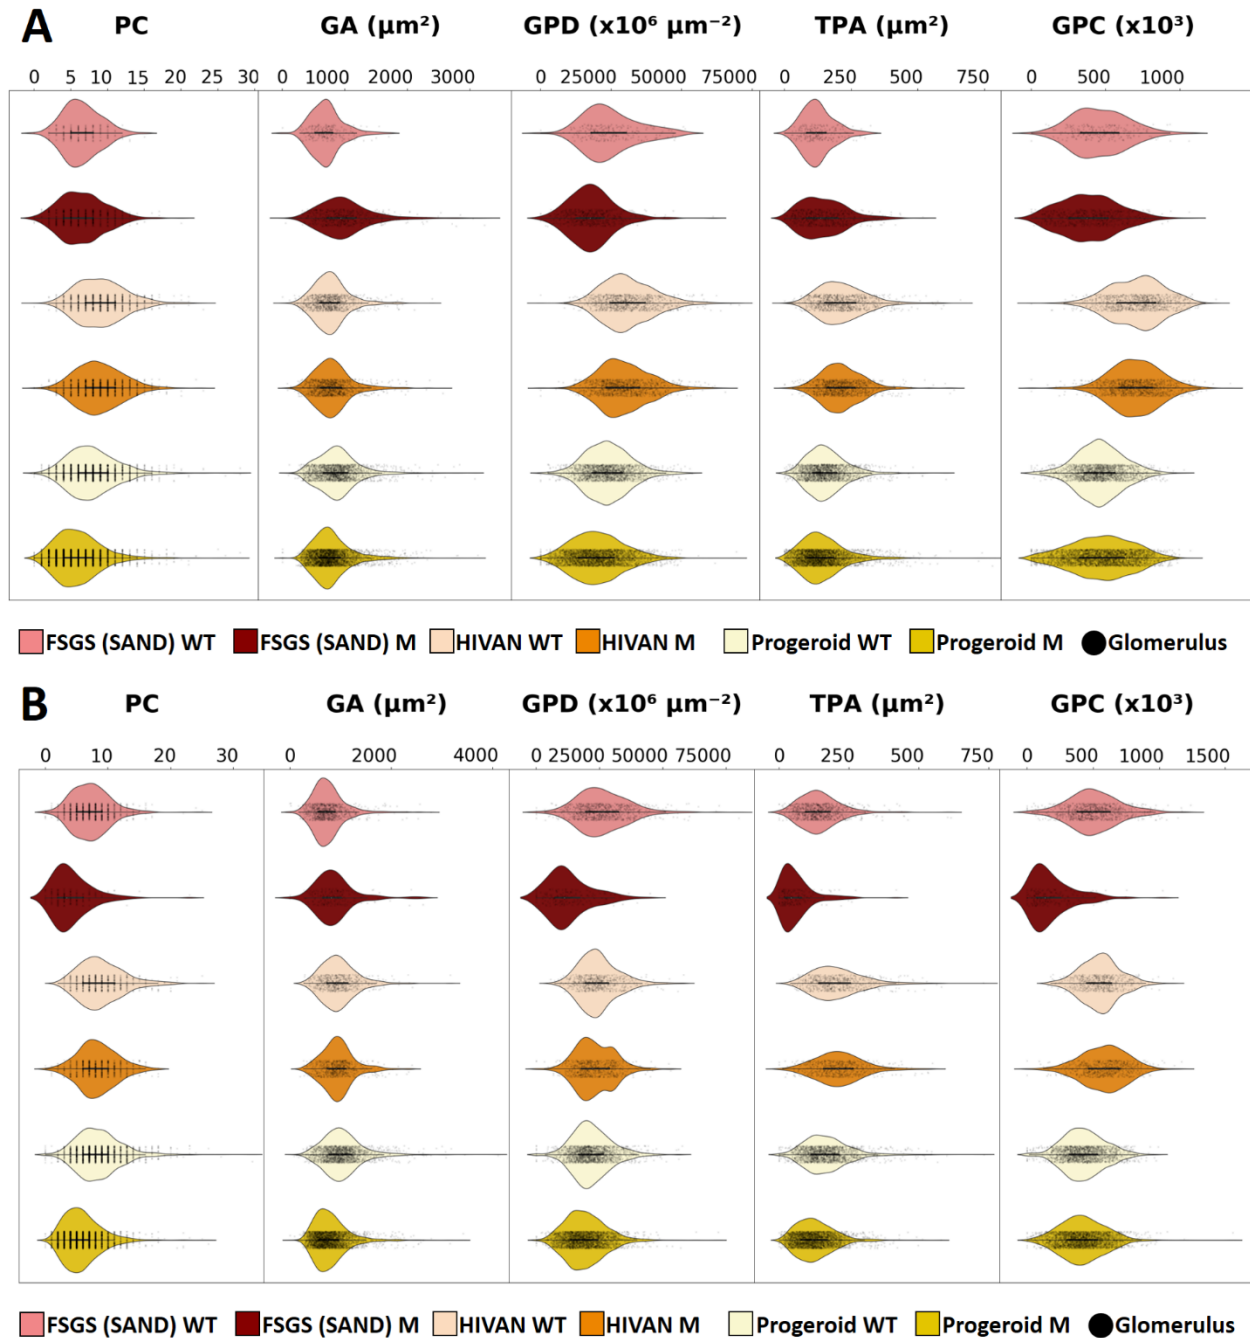 A PC GA (µm²) GPD (x10⁶ µm⁻²) TPA (µm²) GPC (x10³)
0 5 10 15 20 25 30 0 1000 2000 3000 0 25000 50000 75000 0 250 500 750 0 500 1000
FSGS (SAND) WT FSGS (SAND) M HIVAN WT HIVAN M Progeroid WT Progeroid M Glomerulus
B PC GA (µm²) GPD (x10⁶ µm⁻²) TPA (µm²) GPC (x10³)
0 10 20 30 0 2000 4000 0 25000 50000 75000 0 250 500 750 0 500 1000 1500
FSGS (SAND) WT FSGS (SAND) M HIVAN WT HIVAN M Progeroid WT Progeroid M Glomerulus